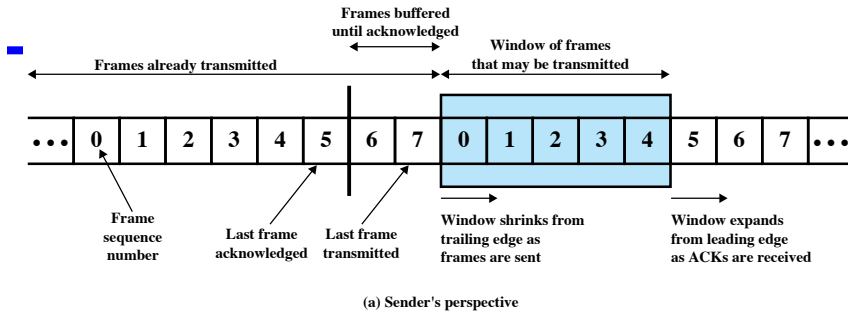 Frames buffered
until acknowledged
Window of frames
that may be transmitted
Frames already transmitted
••• 0 1 2 3 4 5 6 7 0 1 2 3 4 5 6 7 •••
Frame
sequence
number
Last frame
acknowledged
Last frame
transmitted
Window shrinks from
trailing edge as
frames are sent
Window expands
from leading edge
as ACKs are received
(a) Sender's perspective